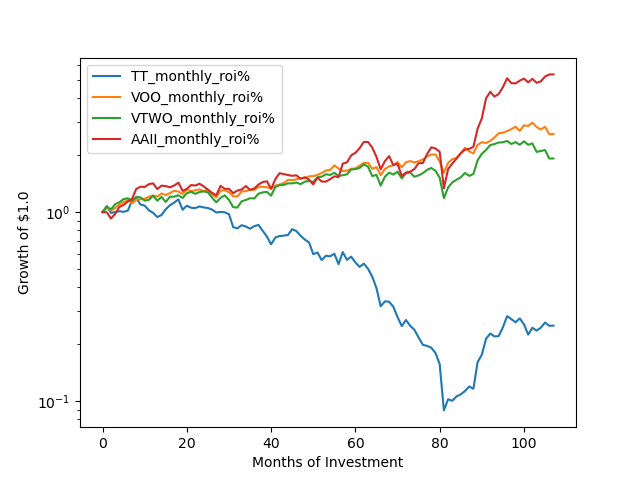 TT_monthly_roi%
VOO_monthly_roi%
VTWO_monthly_roi%
AAII_monthly_roi%
Growth of $1.0
10⁰
10⁻¹
0 20 40 60 80 100
Months of Investment